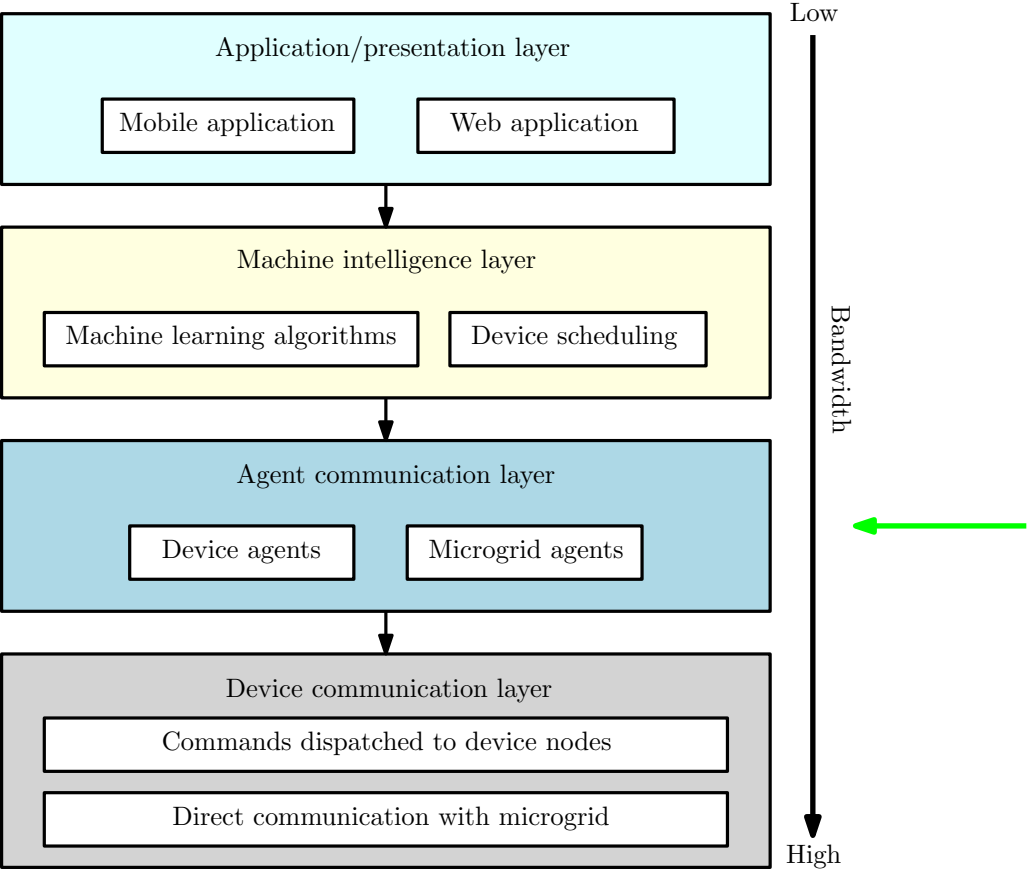 Low
Application/presentation layer
Mobile application
Web application
Machine intelligence layer
Machine learning algorithms
Device scheduling
Bandwidth
Agent communication layer
Device agents
Microgrid agents
Device communication layer
Commands dispatched to device nodes
Direct communication with microgrid
High